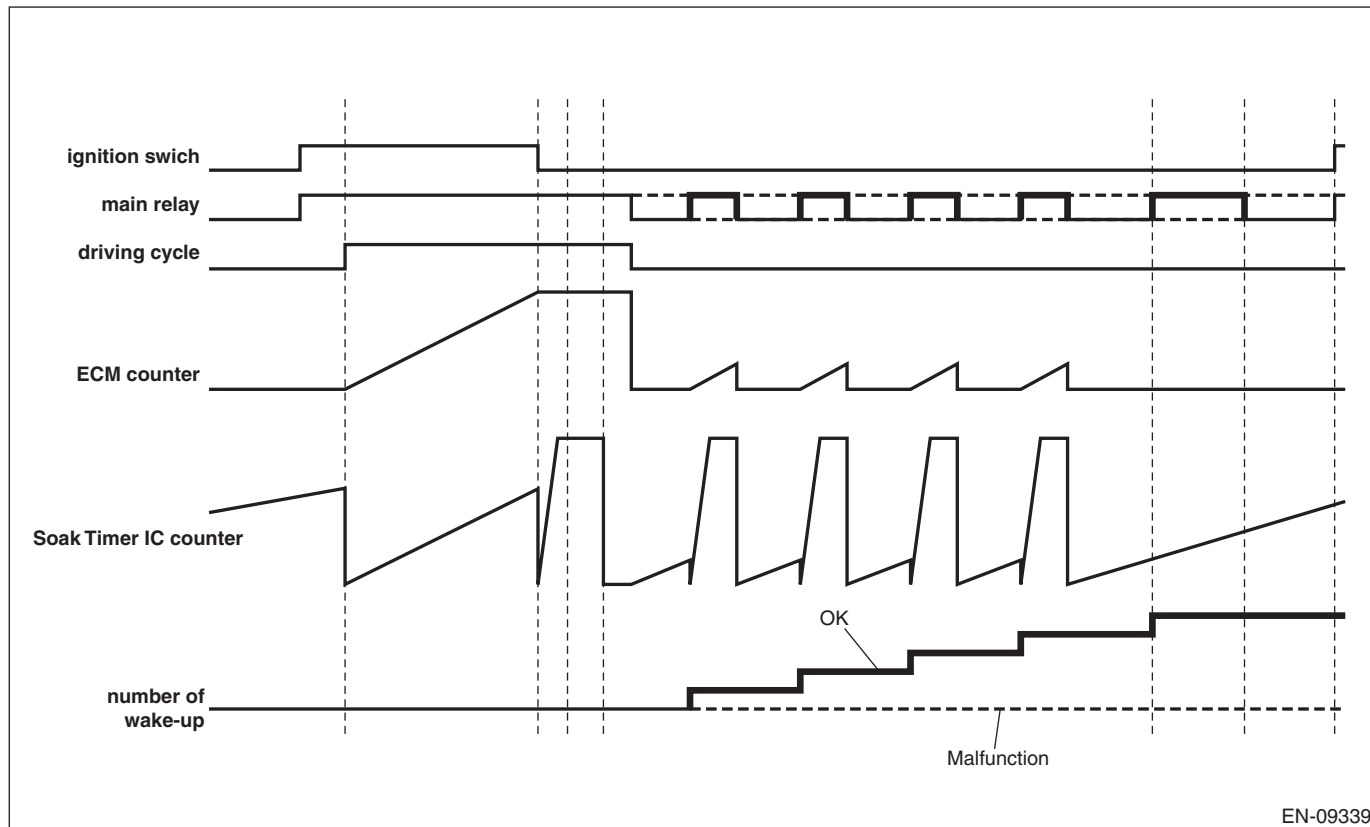 ignition swich
main relay
driving cycle
ECM counter
Soak Timer IC counter
OK
number of
wake-up
Malfunction
EN-09339